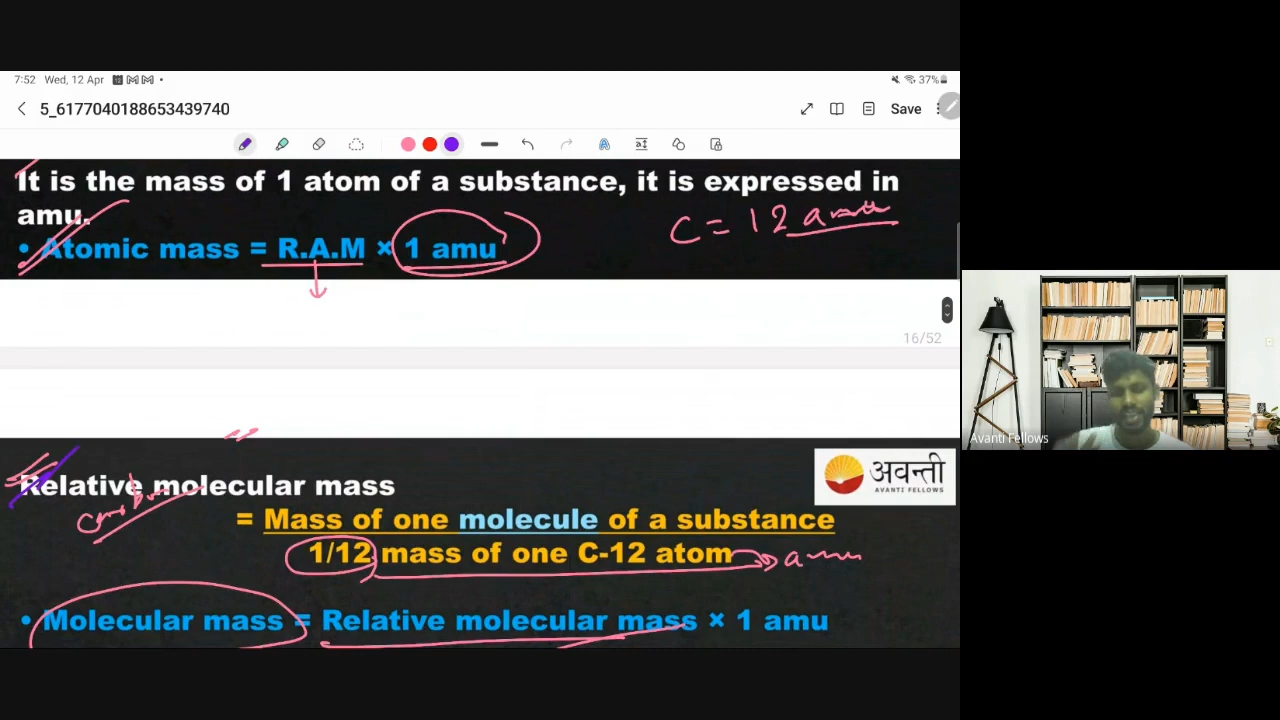 7:52 Wed, 12 Apr
37%
5_6177040188653439740
Save
It is the mass of 1 atom of a substance, it is expressed in
amu.
C = 12 amu
• Atomic mass = R.A.M × 1 amu
16/52
Relative molecular mass
अवन्ती
AVANTI FELLOWS
= Mass of one molecule of a substance
1/12 mass of one C-12 atom
amu
• Molecular mass = Relative molecular mass × 1 amu
Avanti Fellows